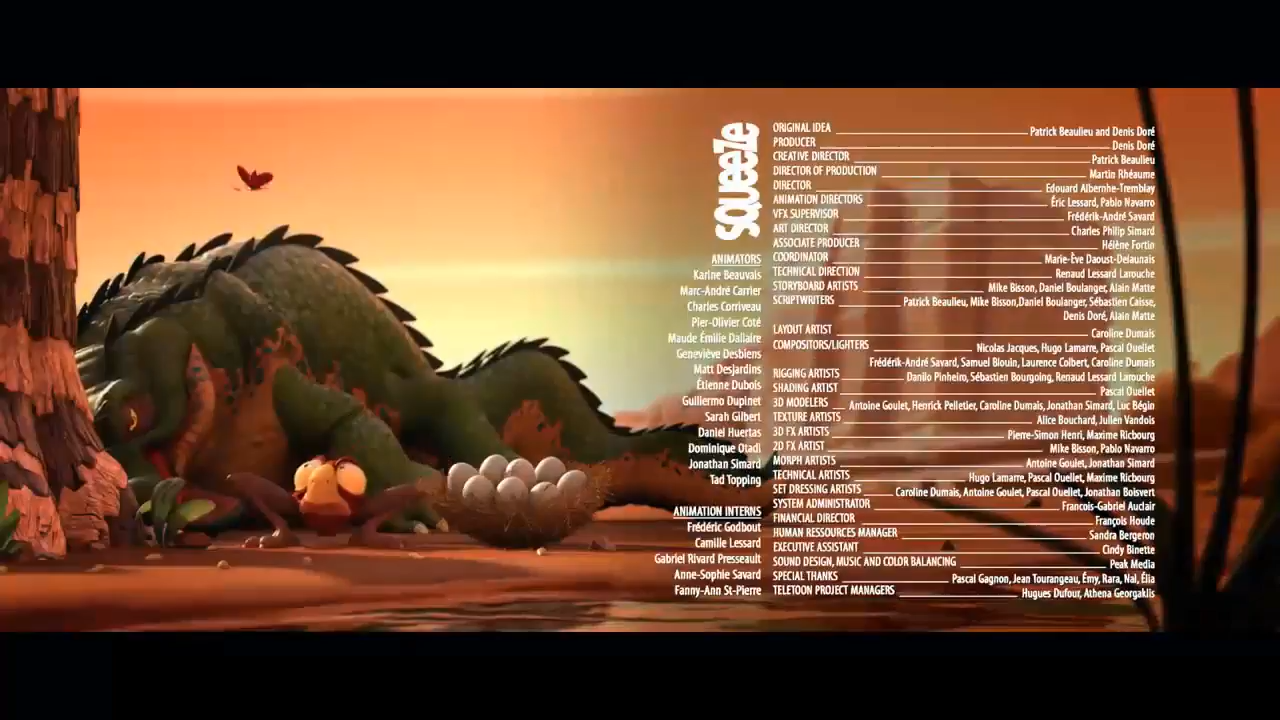 squeeze
ANIMATORS
Karine Beauvais
Marc-André Carrier
Charles Corriveau
Pier-Olivier Coté
Maude Émilie Dallaire
Geneviève Desbiens
Matt Desjardins
Étienne Dubois
Guillermo Dupinet
Sarah Gilbert
Daniel Huertas
Dominique Otadi
Jonathan Simard
Tad Topping
ANIMATION INTERNS
Frédéric Godbout
Camille Lessard
Gabriel Rivard Presseault
Anne-Sophie Savard
Fanny-Ann St-Pierre
ORIGINAL IDEA Patrick Beaulieu and Denis Doré
PRODUCER Denis Doré
CREATIVE DIRECTOR Patrick Beaulieu
DIRECTOR OF PRODUCTION Martin Rhéaume
DIRECTOR Edouard Albernhe-Tremblay
ANIMATION DIRECTORS Éric Lessard, Pablo Navarro
VFX SUPERVISOR Frédérik-André Savard
ART DIRECTOR Charles Philip Simard
ASSOCIATE PRODUCER Hélène Fortin
COORDINATOR Marie-Ève Daoust-Delaunais
TECHNICAL DIRECTION Renaud Lessard Larouche
STORYBOARD ARTISTS Mike Bisson, Daniel Boulanger, Alain Matte
SCRIPTWRITERS Patrick Beaulieu, Mike Bisson,Daniel Boulanger, Sébastien Caisse,
Denis Doré, Alain Matte
LAYOUT ARTIST Caroline Dumais
COMPOSITORS/LIGHTERS Nicolas Jacques, Hugo Lamarre, Pascal Ouellet
Frédérik-André Savard, Samuel Blouin, Laurence Colbert, Caroline Dumais
RIGGING ARTISTS Danilo Pinheiro, Sébastien Bourgoing, Renaud Lessard Larouche
SHADING ARTIST Pascal Ouellet
3D MODELERS Antoine Goulet, Henrick Pelletier, Caroline Dumais, Jonathan Simard, Luc Bégin
TEXTURE ARTISTS Alice Bouchard, Julien Vandois
3D FX ARTISTS Pierre-Simon Henri, Maxime Ricbourg
2D FX ARTIST Mike Bisson, Pablo Navarro
MORPH ARTISTS Antoine Goulet, Jonathan Simard
TECHNICAL ARTISTS Hugo Lamarre, Pascal Ouellet, Maxime Ricbourg
SET DRESSING ARTISTS Caroline Dumais, Antoine Goulet, Pascal Ouellet, Jonathan Boisvert
SYSTEM ADMINISTRATOR Francois-Gabriel Auclair
FINANCIAL DIRECTOR François Houde
HUMAN RESSOURCES MANAGER Sandra Bergeron
EXECUTIVE ASSISTANT Cindy Binette
SOUND DESIGN, MUSIC AND COLOR BALANCING Peak Media
SPECIAL THANKS Pascal Gagnon, Jean Tourangeau, Émy, Rara, Nal, Élia
TELETOON PROJECT MANAGERS Hugues Dufour, Athena Georgaklis